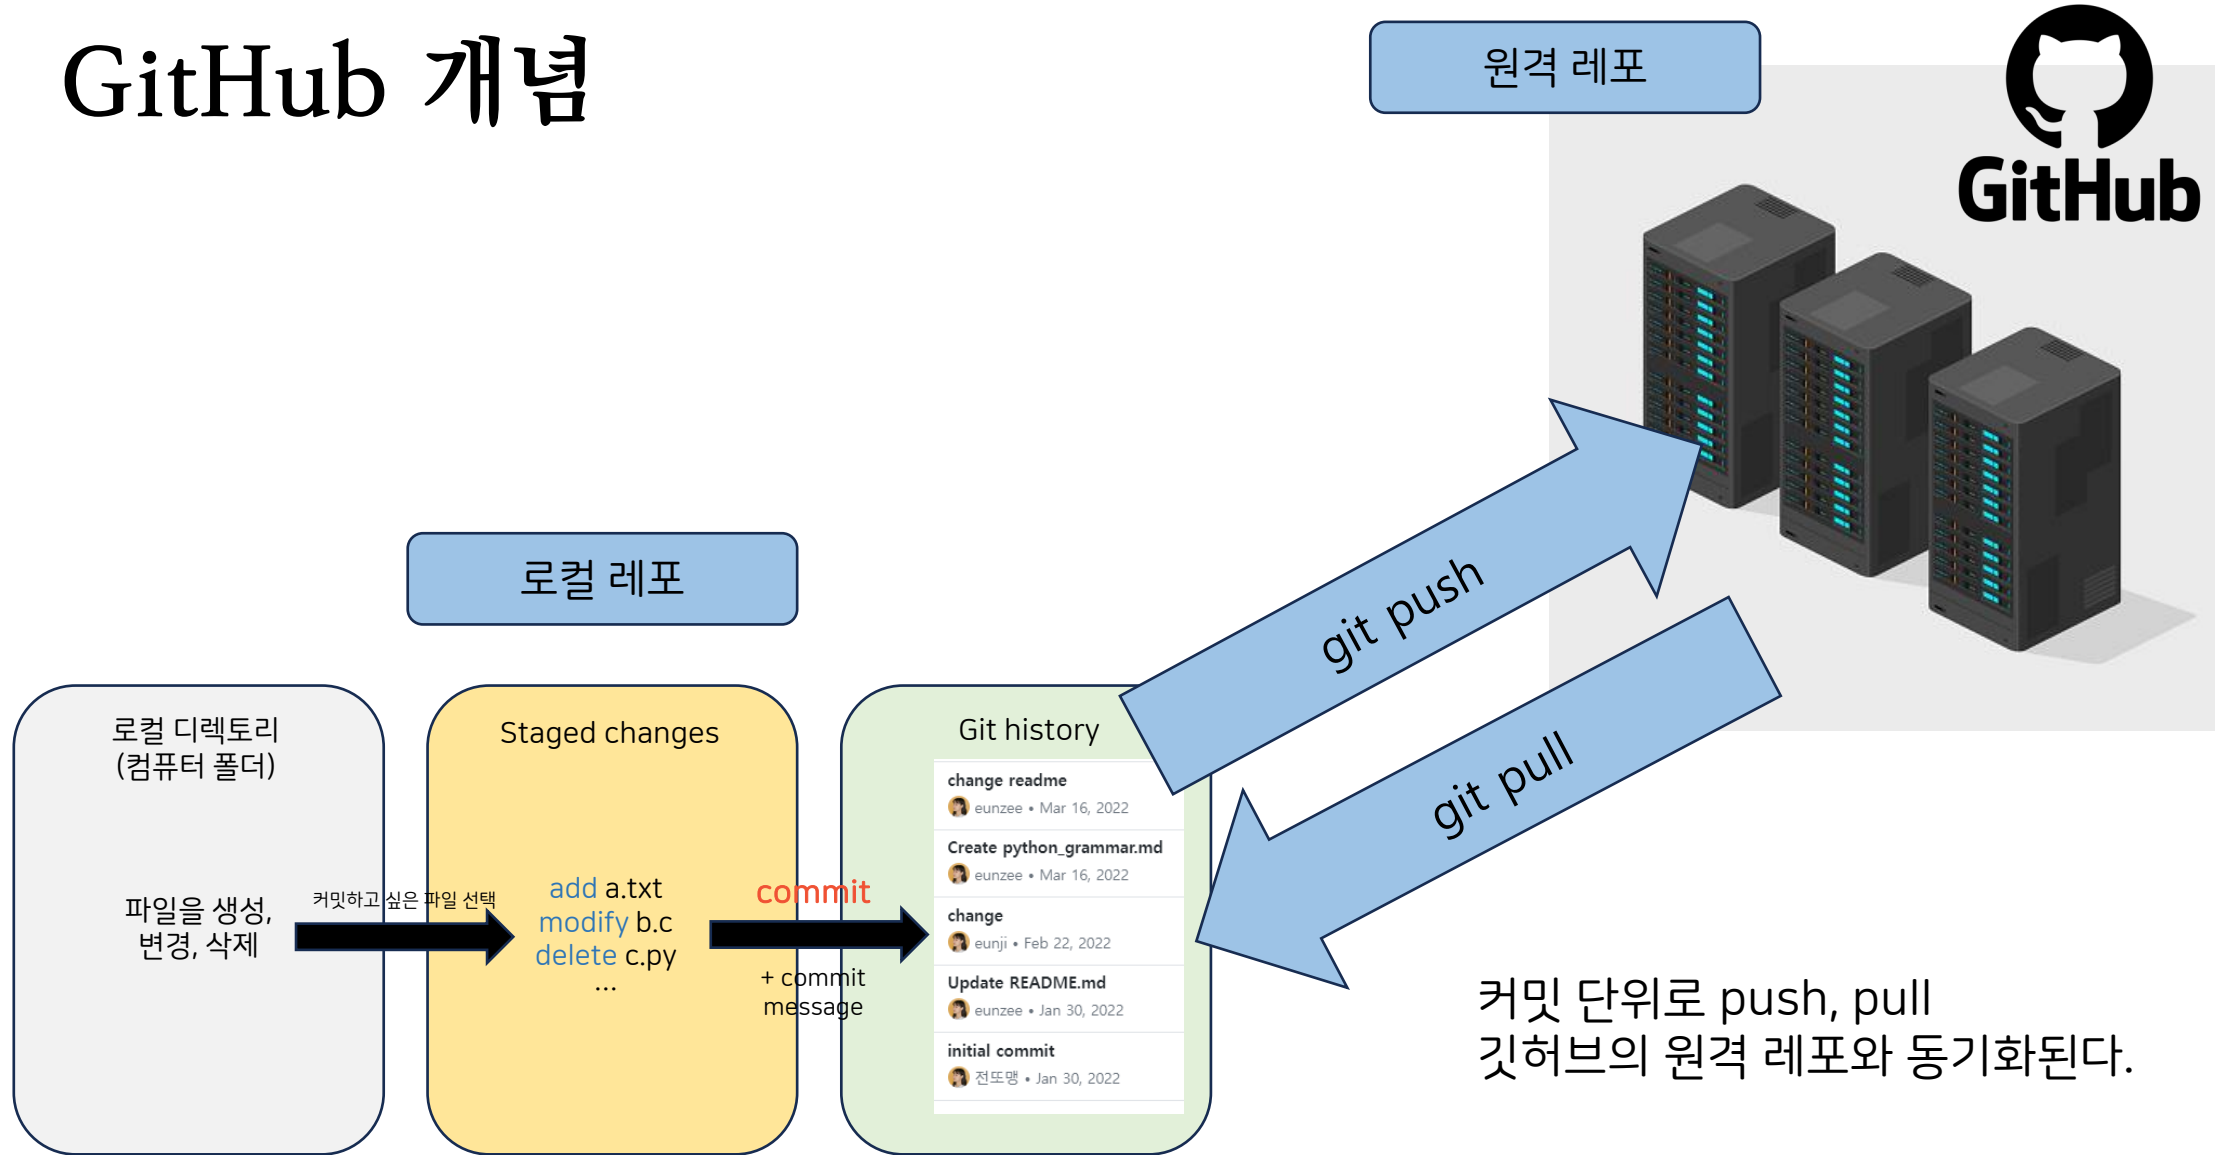 GitHub 개념
원격 레포
GitHub
로컬 레포
로컬 디렉토리
(컴퓨터 폴더)
파일을 생성,
변경, 삭제
커밋하고 싶은 파일 선택
Staged changes
add a.txt
modify b.c
delete c.py
...
commit
+ commit
message
Git history
change readme
eunzee • Mar 16, 2022
Create python_grammar.md
eunzee • Mar 16, 2022
change
eunji • Feb 22, 2022
Update README.md
eunzee • Jan 30, 2022
initial commit
전또맹 • Jan 30, 2022
git push
git pull
커밋 단위로 push, pull
깃허브의 원격 레포와 동기화된다.